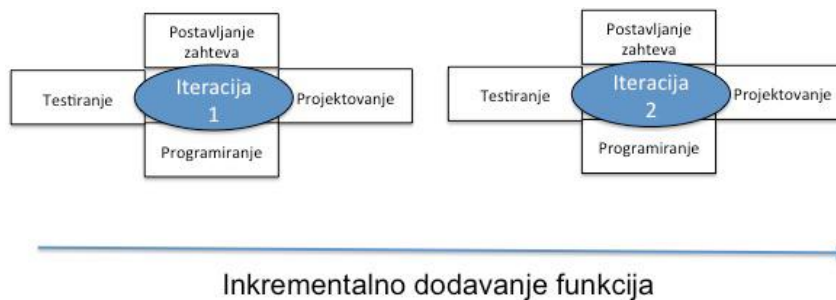 Postavljanje
zahteva
Testiranje
Iteracija
1
Projektovanje
Programiranje
Postavljanje
zahteva
Testiranje
Iteracija
2
Projektovanje
Programiranje
Inkrementalno dodavanje funkcija